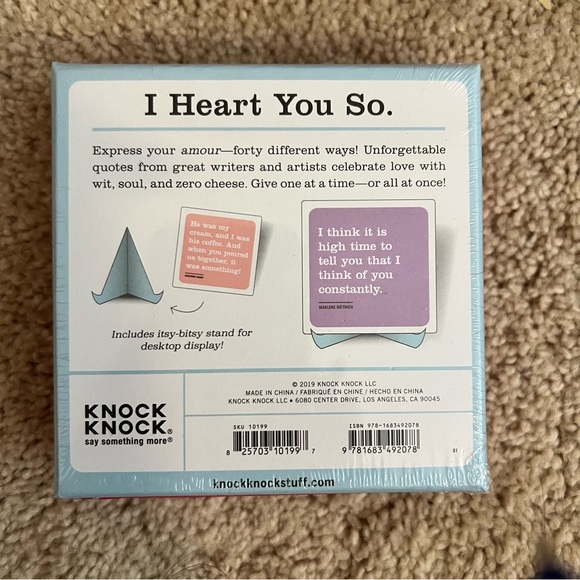 I Heart You So.
Express your amour—forty different ways! Unforgettable
quotes from great writers and artists celebrate love with
wit, soul, and zero cheese. Give one at a time—or all at once!
He was my
cream, and I was
his coffee. And
when you poured
us together, it
was something!
I think it is
high time to
tell you that I
think of you
constantly.
MARLENE DIETRICH
Includes itsy-bitsy stand for
desktop display!
KNOCK
KNOCK®
say something more®
© 2019 KNOCK KNOCK LLC
MADE IN CHINA / FABRIQUÉ EN CHINE / HECHO EN CHINA
KNOCK KNOCK LLC • 6080 CENTER DRIVE, LOS ANGELES, CA 90045
SKU 10199
8 25703 10199 7
ISBN 978-1683492078
9 781683 492078
knockknockstuff.com